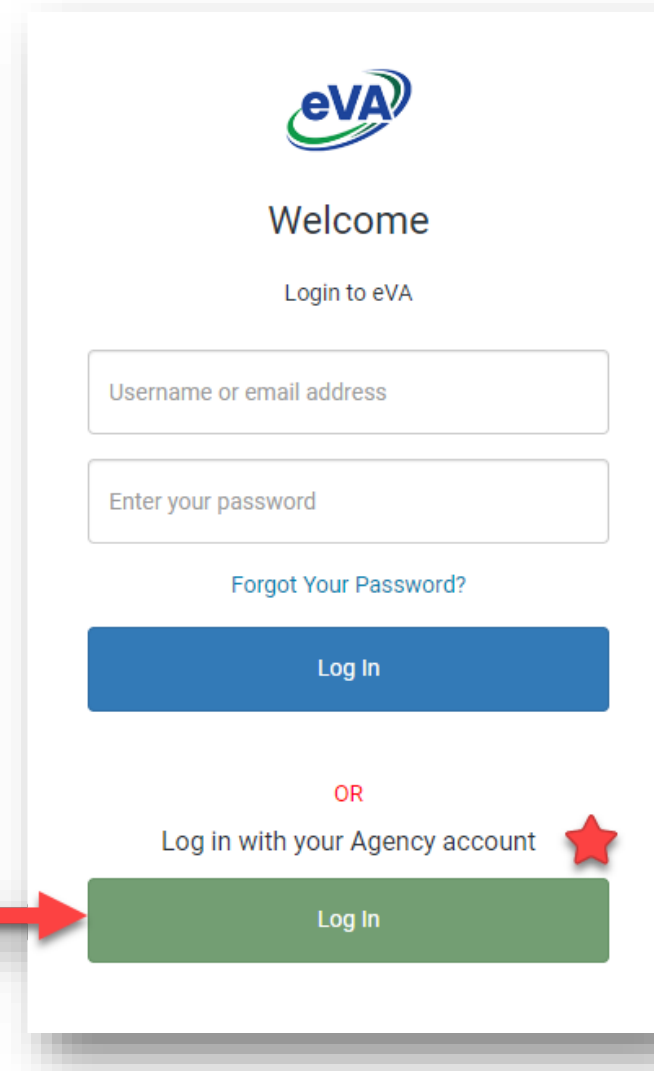 eVA
Welcome
Login to eVA
Username or email address
Enter your password
Forgot Your Password?
Log In
OR
Log in with your Agency account
Log In